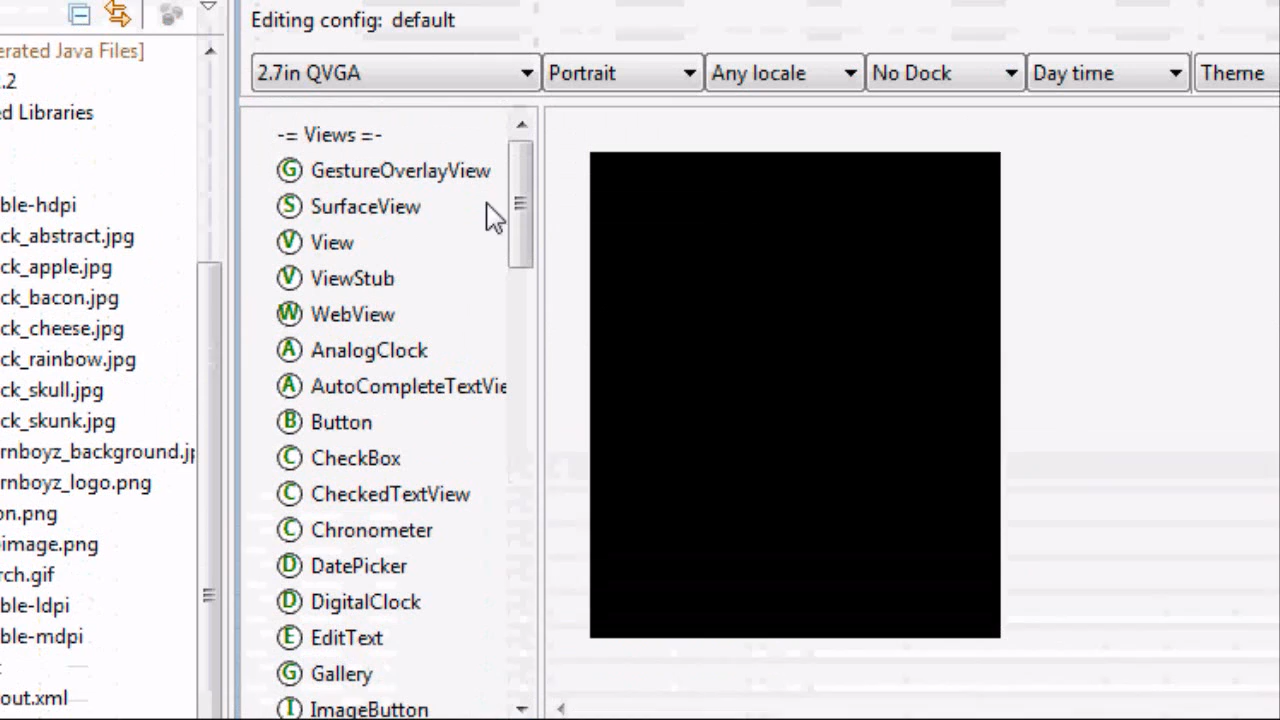 Editing config: default
2.7in QVGA
Portrait
Any locale
No Dock
Day time
Theme
erated Java Files]
.2
ed Libraries
ble-hdpi
ck_abstract.jpg
ck_apple.jpg
ck_bacon.jpg
ck_cheese.jpg
ck_rainbow.jpg
ck_skull.jpg
ck_skunk.jpg
rnboyz_background.jp
rnboyz_logo.png
on.png
image.png
rch.gif
ble-ldpi
ble-mdpi
t
out.xml
-= Views =-
G GestureOverlayView
S SurfaceView
V View
V ViewStub
W WebView
A AnalogClock
A AutoCompleteTextVie
B Button
C CheckBox
C CheckedTextView
C Chronometer
D DatePicker
D DigitalClock
E EditText
G Gallery
I ImageButton